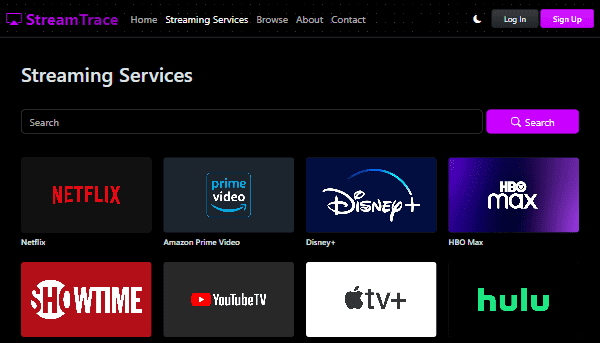 StreamTrace Home Streaming Services Browse About Contact Log In Sign Up
Streaming Services
Search Search
NETFLIX prime video Disney+ HBO max
Netflix Amazon Prime Video Disney+ HBO Max
SHOWTIME YouTubeTV tv+ hulu